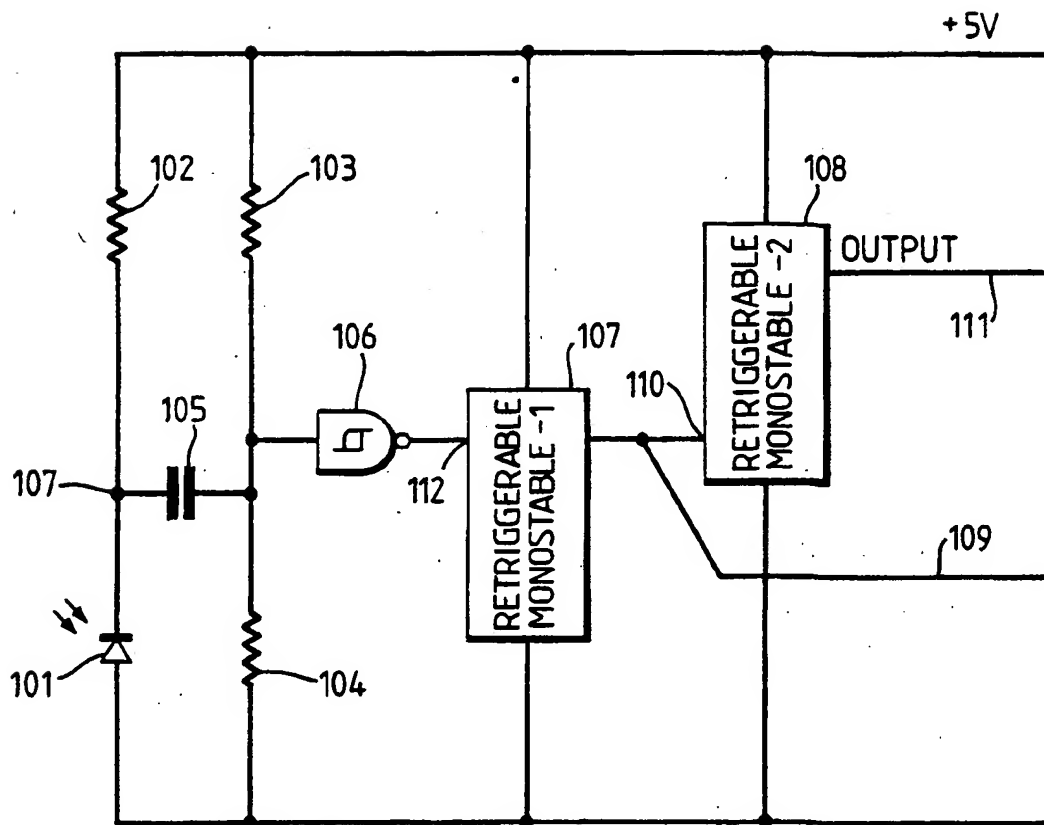 +5V
102
103
108
OUTPUT
111
106
107
110
105
107
112
RETRIGGERABLE
MONOSTABLE -1
RETRIGGERABLE
MONOSTABLE -2
109
101
104